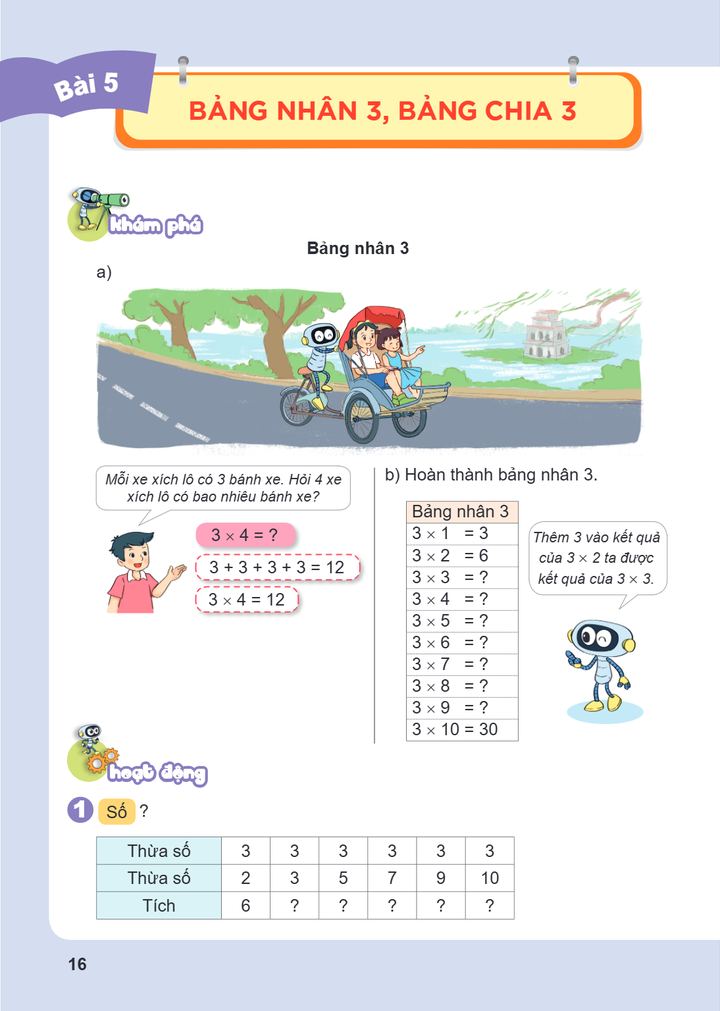 Bài 5
BẢNG NHÂN 3, BẢNG CHIA 3
khám phá
Bảng nhân 3
a)
Mỗi xe xích lô có 3 bánh xe. Hỏi 4 xe
xích lô có bao nhiêu bánh xe?
3 × 4 = ?
3 + 3 + 3 + 3 = 12
3 × 4 = 12
b) Hoàn thành bảng nhân 3.
Bảng nhân 3
3 × 1 = 3
3 × 2 = 6
3 × 3 = ?
3 × 4 = ?
3 × 5 = ?
3 × 6 = ?
3 × 7 = ?
3 × 8 = ?
3 × 9 = ?
3 × 10 = 30
Thêm 3 vào kết quả
của 3 × 2 ta được
kết quả của 3 × 3.
hoạt động
1 Số ?
Thừa số 3 3 3 3 3 3
Thừa số 2 3 5 7 9 10
Tích 6 ? ? ? ? ?
16